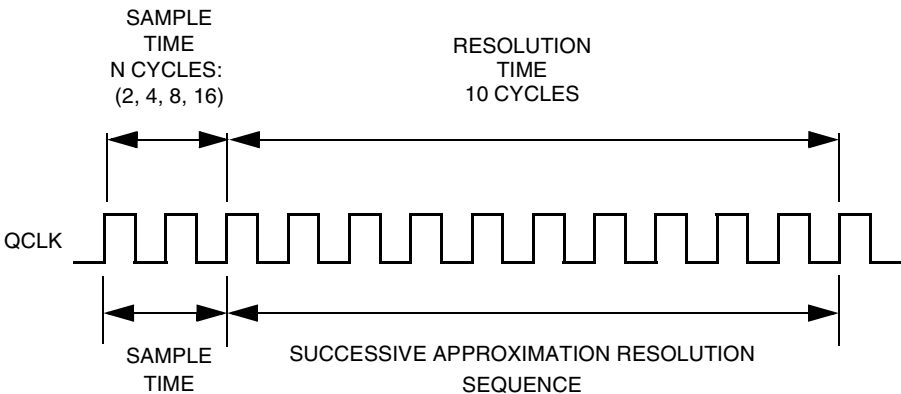 SAMPLE
TIME
N CYCLES:
(2, 4, 8, 16)
RESOLUTION
TIME
10 CYCLES
QCLK
SAMPLE
TIME
SUCCESSIVE APPROXIMATION RESOLUTION
SEQUENCE